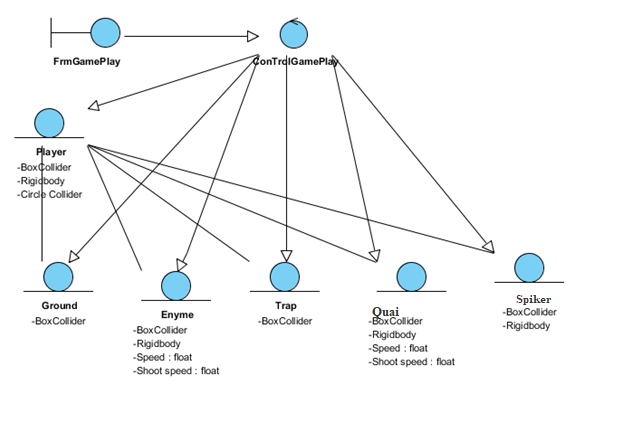 FrmGamePlay
ConTrolGamePlay
Player
-BoxCollider
-Rigidbody
-Circle Collider
Ground
-BoxCollider
Enyme
-BoxCollider
-Rigidbody
-Speed : float
-Shoot speed : float
Trap
-BoxCollider
Quai
-BoxCollider
-Rigidbody
-Speed : float
-Shoot speed : float
Spiker
-BoxCollider
-Rigidbody